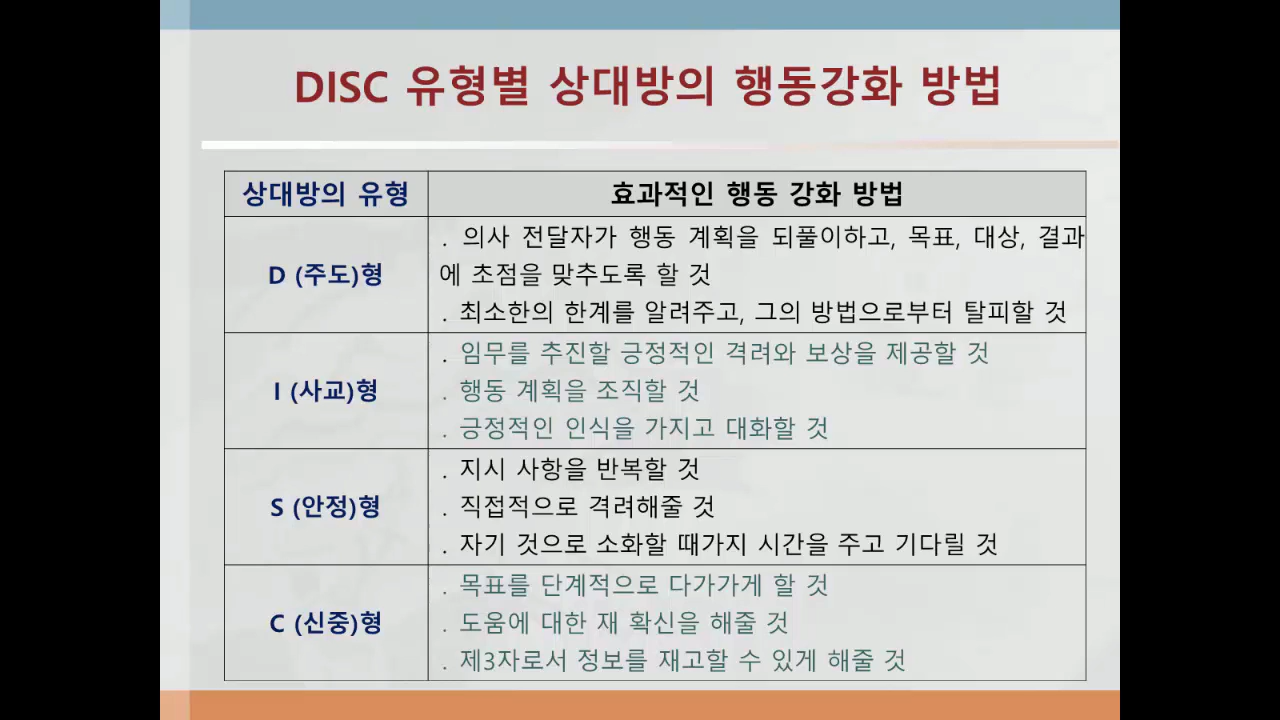 DISC 유형별 상대방의 행동강화 방법
상대방의 유형
효과적인 행동 강화 방법
D (주도)형
. 의사 전달자가 행동 계획을 되풀이하고, 목표, 대상, 결과
에 초점을 맞추도록 할 것
. 최소한의 한계를 알려주고, 그의 방법으로부터 탈피할 것
I (사교)형
. 임무를 추진할 긍정적인 격려와 보상을 제공할 것
. 행동 계획을 조직할 것
. 긍정적인 인식을 가지고 대화할 것
S (안정)형
. 지시 사항을 반복할 것
. 직접적으로 격려해줄 것
. 자기 것으로 소화할 때가지 시간을 주고 기다릴 것
C (신중)형
. 목표를 단계적으로 다가가게 할 것
. 도움에 대한 재 확신을 해줄 것
. 제3자로서 정보를 재고할 수 있게 해줄 것